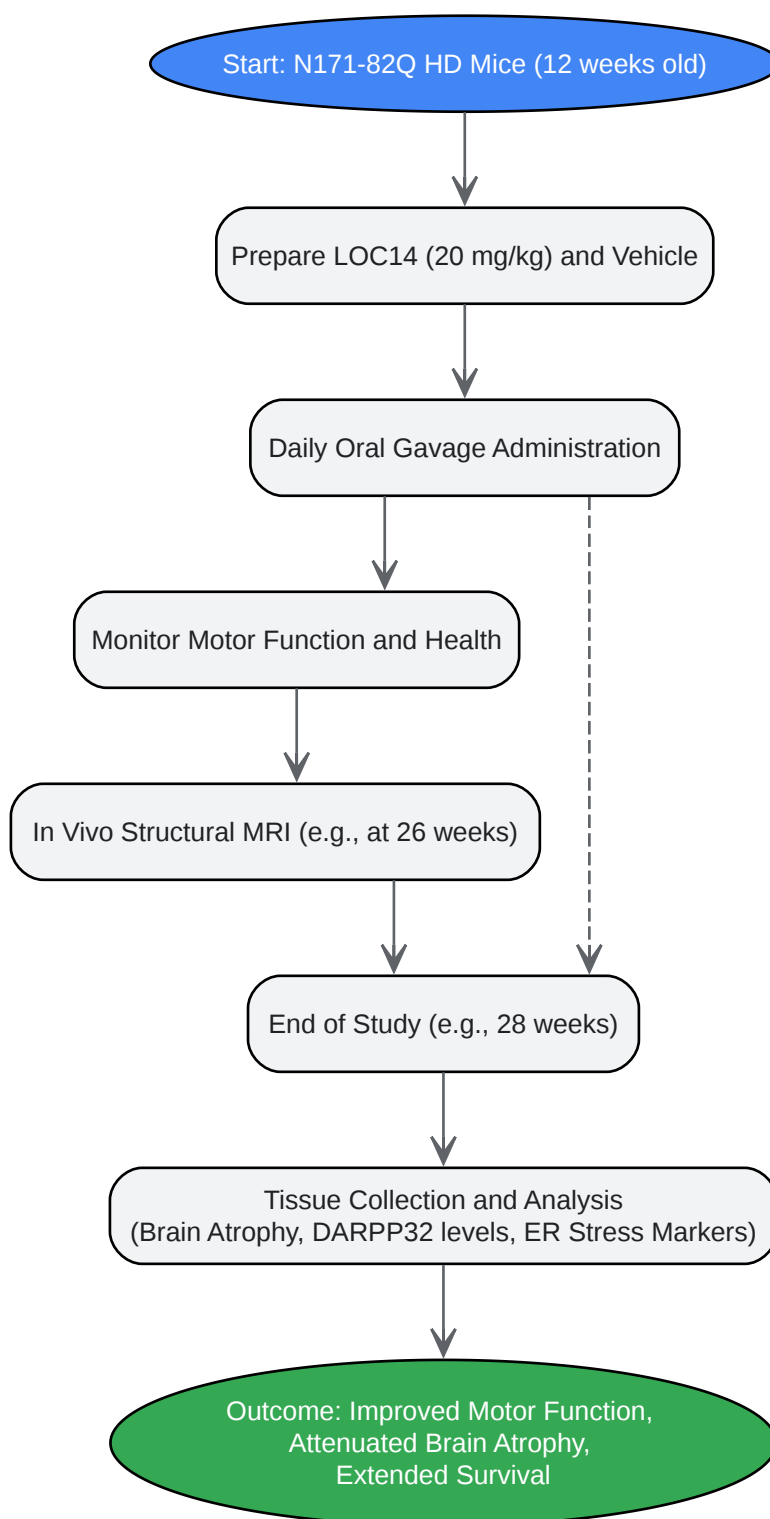 Start: N171-82Q HD Mice (12 weeks old)
Prepare LOC14 (20 mg/kg) and Vehicle
Daily Oral Gavage Administration
Monitor Motor Function and Health
In Vivo Structural MRI (e.g., at 26 weeks)
End of Study (e.g., 28 weeks)
Tissue Collection and Analysis
(Brain Atrophy, DARPP32 levels, ER Stress Markers)
Outcome: Improved Motor Function,
Attenuated Brain Atrophy,
Extended Survival